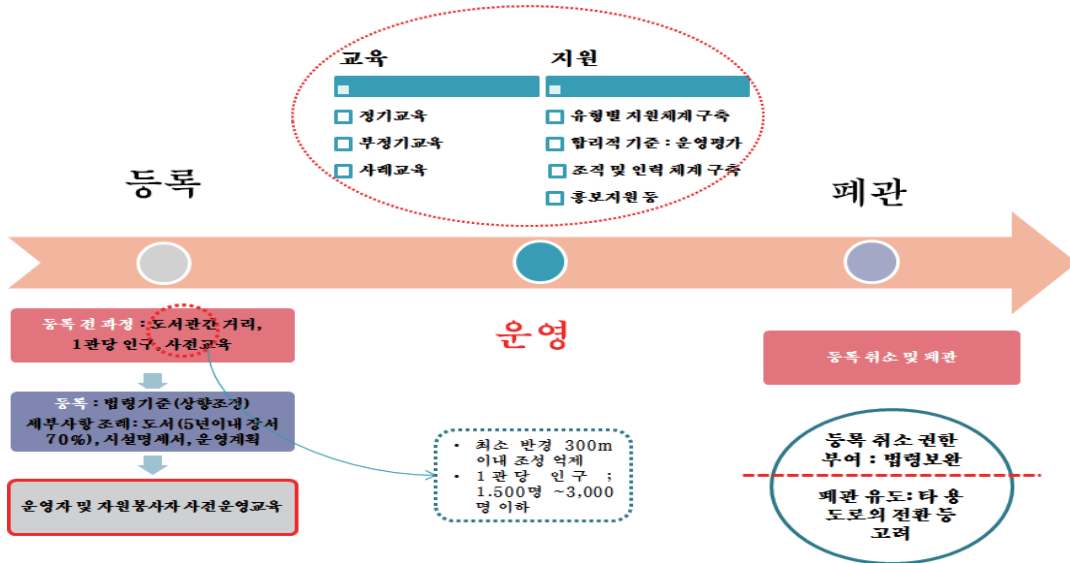 교육
정기교육
부정기교육
사례교육
지원
유형별 지원체계 구축
합리적 기준 : 운영평가
조직 및 인력 체계 구축
홍보지원 등
등록
폐관
운영
등록 전 과정 : 도서관간 거리,
1관당 인구, 사전교육
등록 : 법령기준 (상향조정)
세부사항 조례: 도서 (5년이내 장서
70%), 시설명세서, 운영계획
운영자 및 자원봉사자 사전운영교육
• 최소 반경 300m
이내 조성 억제
• 1관당 인구 ;
1.500명 ~3,000
명 이하
등록 취소 및 폐관
등록 취소 권한
부여 : 법령보완
폐관 유도: 타 용
도로의 전환 등
고려